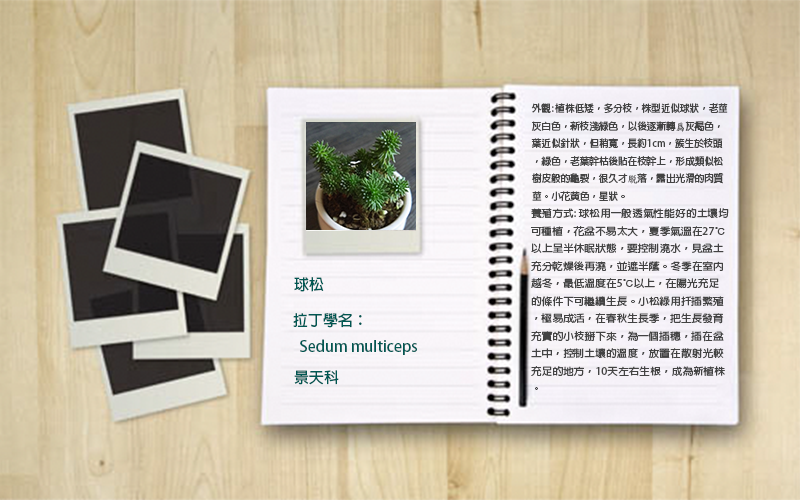 球松
拉丁學名：
Sedum multiceps
景天科
外觀:植株低矮，多分枝，株型近似球狀，老莖
灰白色，新枝淺綠色，以後逐漸轉為灰褐色，
葉近似針狀，但稍寬，長約1cm，簇生於枝頭
，綠色，老葉幹枯後貼在枝幹上，形成類似松
樹皮般的龜裂，很久才脫落，露出光滑的肉質
莖。小花黃色，星狀。
養殖方式:球松用一般透氣性能好的土壤均
可種植，花盆不易太大，夏季氣溫在27℃
以上呈半休眠狀態，要控制澆水，見盆土
充分乾燥後再澆，並遮半蔭。冬季在室內
越冬，最低溫度在5℃以上，在陽光充足
的條件下可繼續生長。小松綠用扦插繁殖
，極易成活，在春秋生長季，把生長發育
充實的小枝掰下來，為一個插穗，插在盆
土中，控制土壤的溫度，放置在散射光較
充足的地方，10天左右生根，成為新植株
。